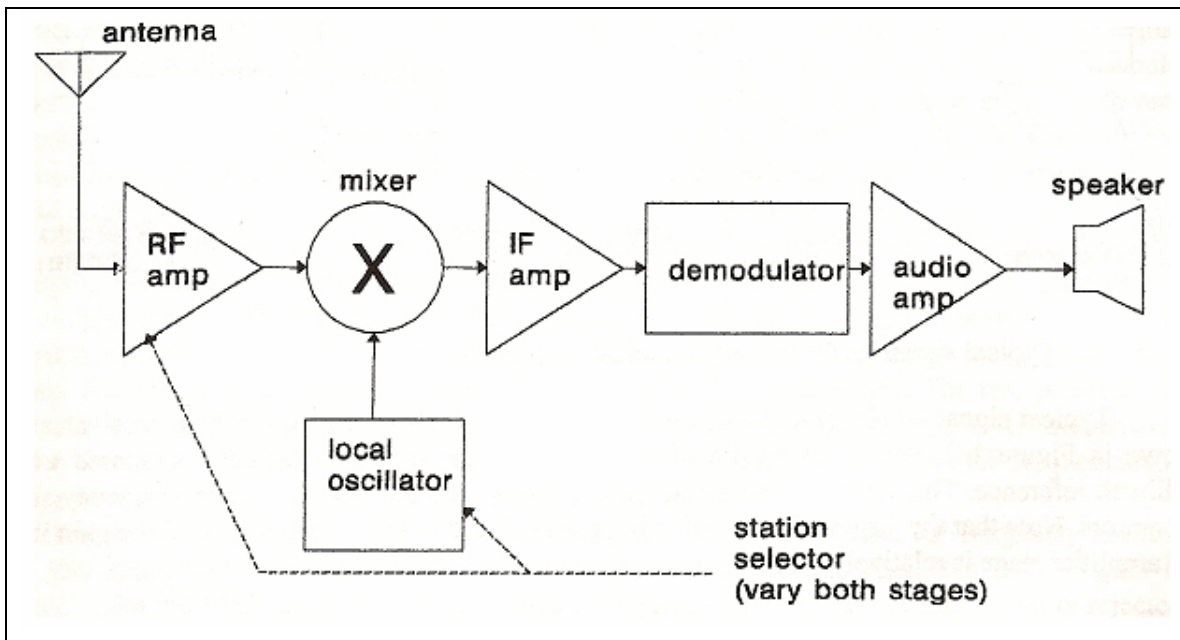 antenna
RF
amp
mixer
X
IF
amp
demodulator
audio
amp
speaker
local
oscillator
station
selector
(vary both stages)